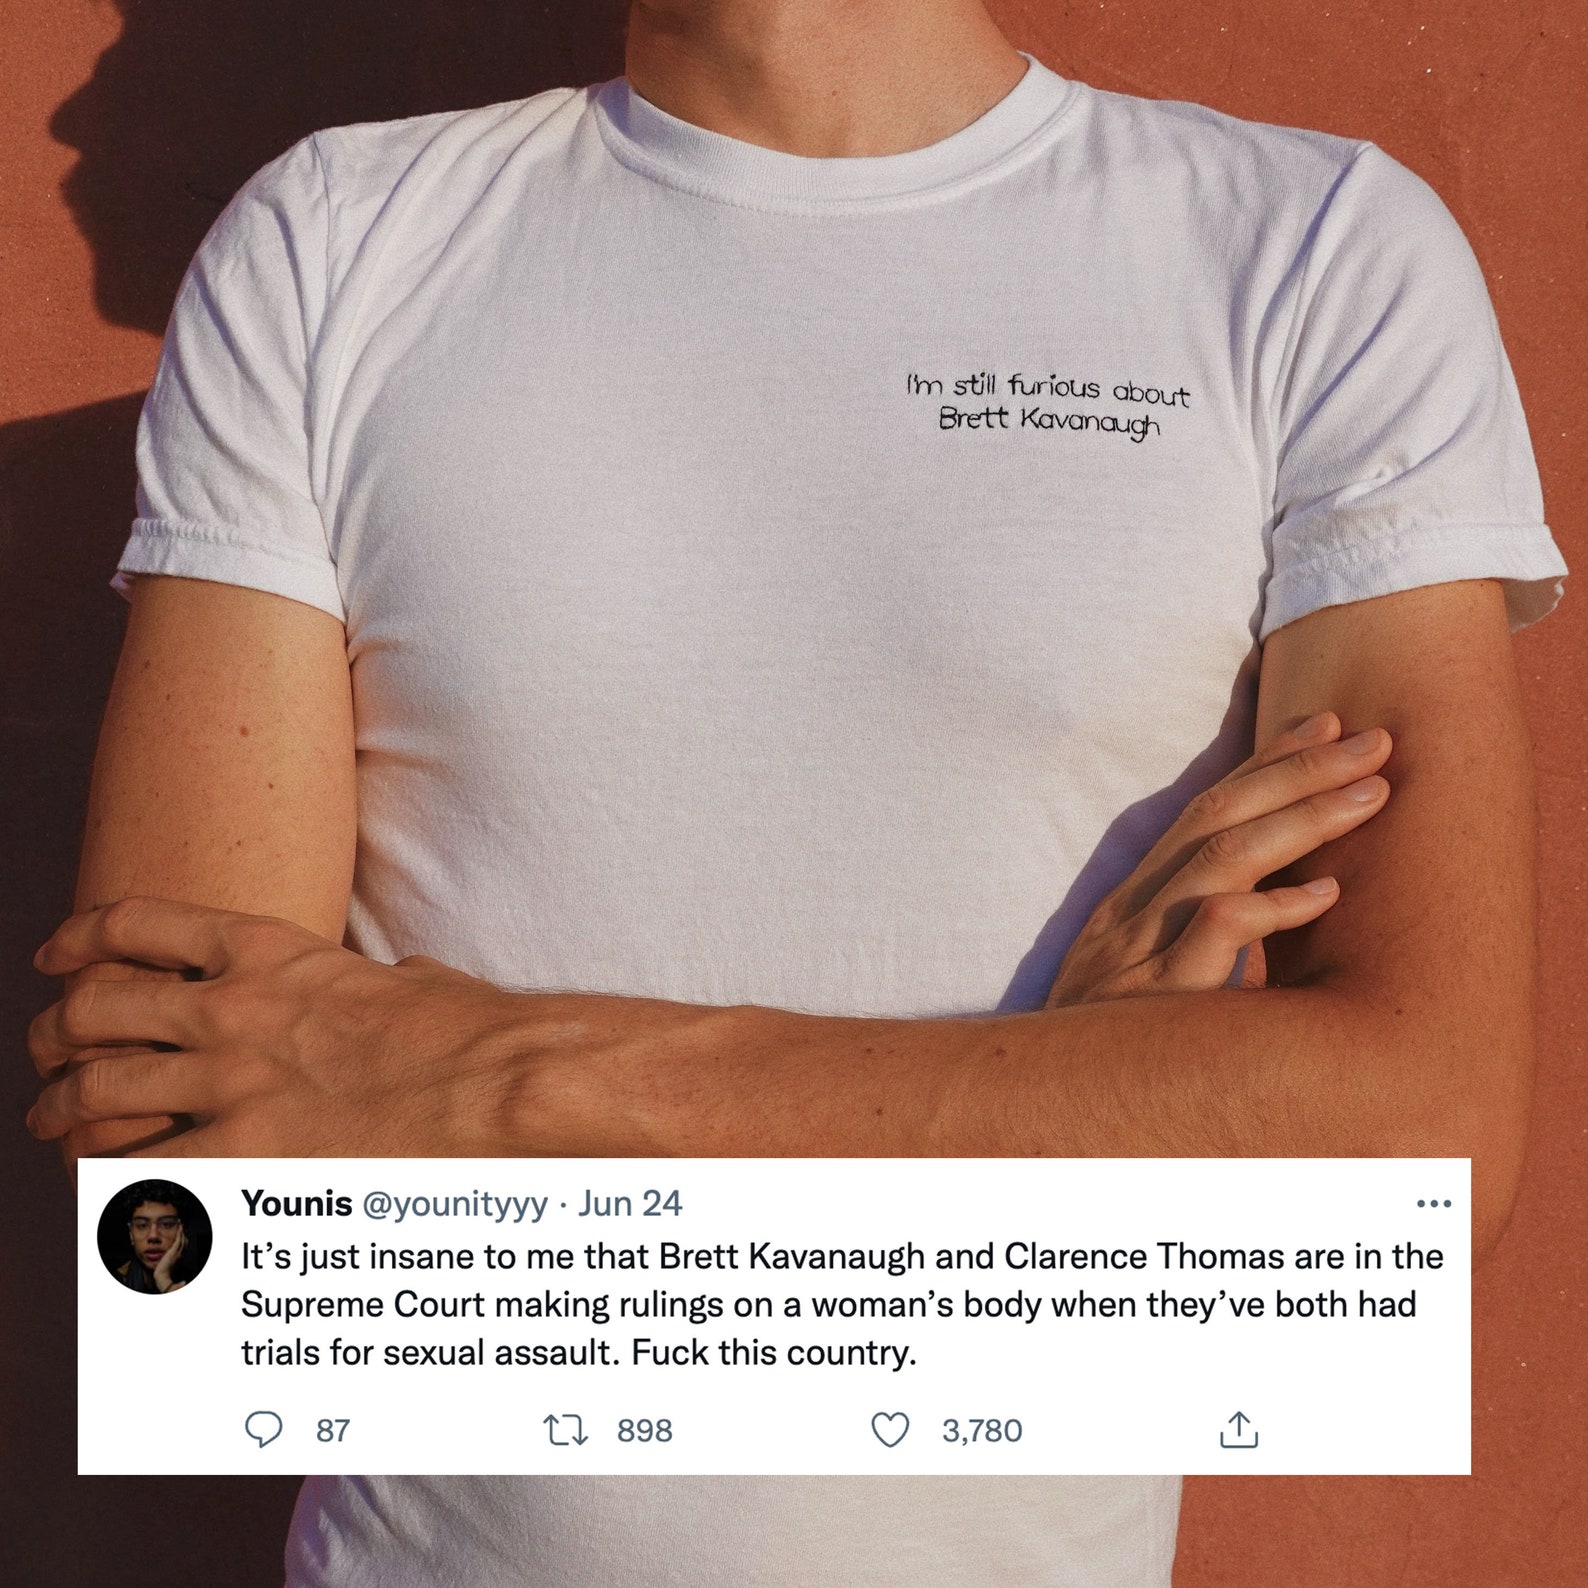 I'm still furious about
Brett Kavanaugh
Younis @younityyy · Jun 24
It’s just insane to me that Brett Kavanaugh and Clarence Thomas are in the
Supreme Court making rulings on a woman’s body when they’ve both had
trials for sexual assault. Fuck this country.
87 898 3,780